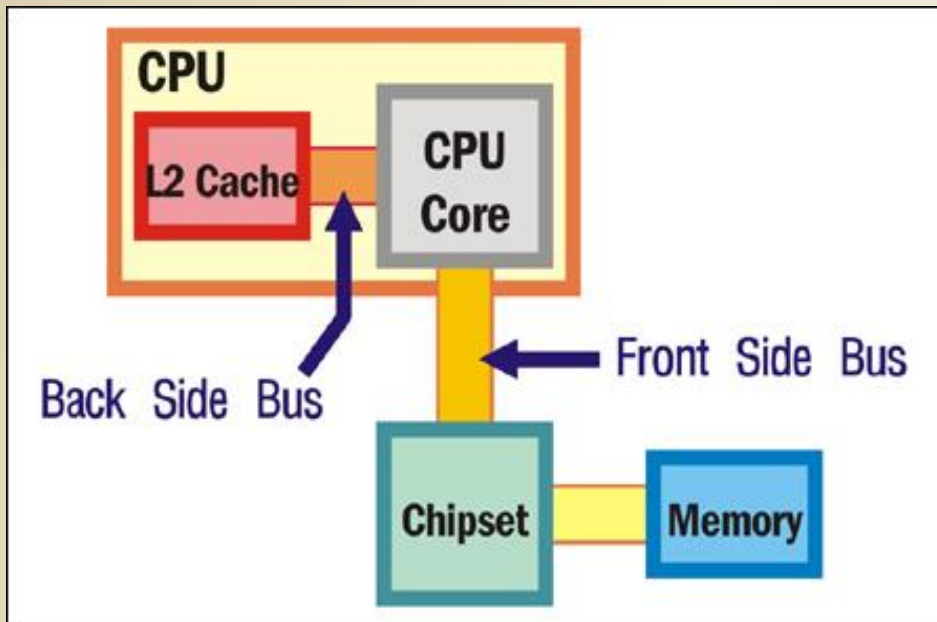 CPU
L2 Cache
CPU
Core
Back Side Bus
Front Side Bus
Chipset
Memory